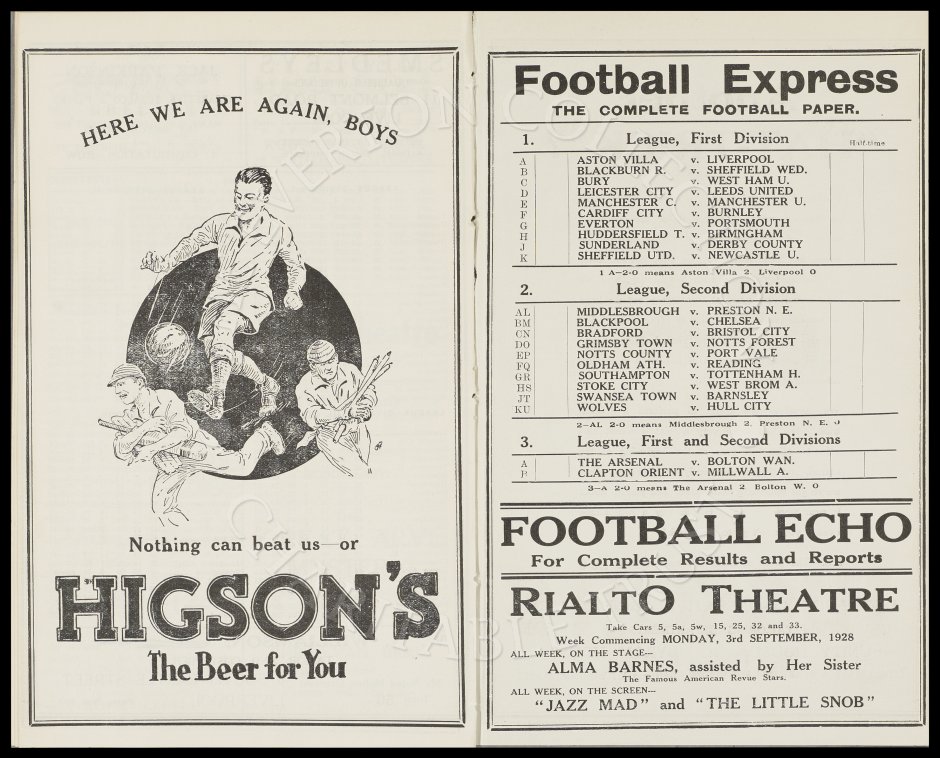 HERE WE ARE AGAIN, BOYS
Nothing can beat us—or
HIGSON'S
The Beer for You
Football Express
THE COMPLETE FOOTBALL PAPER.
1. League, First Division Half-time
A ASTON VILLA v. LIVERPOOL
B BLACKBURN R. v. SHEFFIELD WED.
C BURY v. WEST HAM U.
D LEICESTER CITY v. LEEDS UNITED
E MANCHESTER C. v. MANCHESTER U.
F CARDIFF CITY v. BURNLEY
G EVERTON v. PORTSMOUTH
H HUDDERSFIELD T. v. BIRMNGHAM
J SUNDERLAND v. DERBY COUNTY
K SHEFFIELD UTD. v. NEWCASTLE U.
1 A—2-0 means Aston Villa 2 Liverpool 0
2. League, Second Division
AL MIDDLESBROUGH v. PRESTON N. E.
BM BLACKPOOL v. CHELSEA
CN BRADFORD v. BRISTOL CITY
DO GRIMSBY TOWN v. NOTTS FOREST
EP NOTTS COUNTY v. PORT VALE
FQ OLDHAM ATH. v. READING
GR SOUTHAMPTON v. TOTTENHAM H.
HS STOKE CITY v. WEST BROM A.
JT SWANSEA TOWN v. BARNSLEY
KU WOLVES v. HULL CITY
2—AL 2-0 means Middlesbrough 2, Preston N. E.
3. League, First and Second Divisions
A THE ARSENAL v. BOLTON WAN.
B CLAPTON ORIENT v. MILLWALL A.
3—A 2-0 means The Arsenal 2 Bolton W. 0
FOOTBALL ECHO
For Complete Results and Reports
RIALTO THEATRE
Take Cars 5, 5a, 5w, 15, 25, 32 and 33.
Week Commencing MONDAY, 3rd SEPTEMBER, 1928
ALL WEEK, ON THE STAGE—
ALMA BARNES, assisted by Her Sister
The Famous American Revue Stars.
ALL WEEK, ON THE SCREEN—
"JAZZ MAD" and "THE LITTLE SNOB"